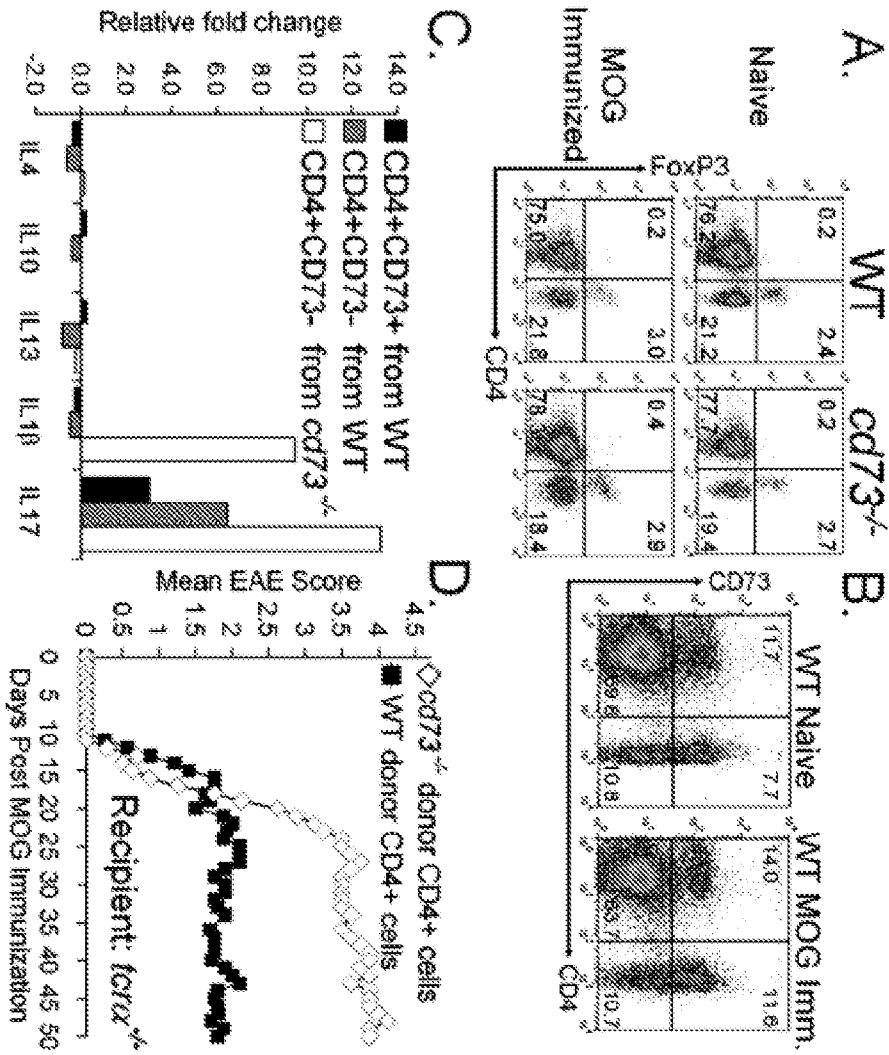 A.
WT
cd73-/-
Naive
0.2
2.4
76.2
21.2
0.2
2.7
77.7
19.4
MOG
Immunized
0.2
3.0
75.0
21.8
0.4
2.9
78
18.4
FoxP3
CD4
B.
WT Naive
WT MOG Imm.
11.7
7.7
10.8
14.0
11.6
10.7
CD73
CD4
C.
Relative fold change
14.0
12.0
10.0
8.0
6.0
4.0
2.0
0.0
-2.0
CD4+CD73+ from WT
CD4+CD73- from WT
CD4+CD73- from cd73-/-
IL4
IL10
IL13
IL1β
IL17
D.
Mean EAE Score
4.5
4
3.5
3
2.5
2
1.5
1
0.5
0
cd73-/- donor CD4+ cells
WT donor CD4+ cells
Recipient: tcrα-/-
0 5 10 15 20 25 30 35 40 45 50
Days Post MOG Immunization